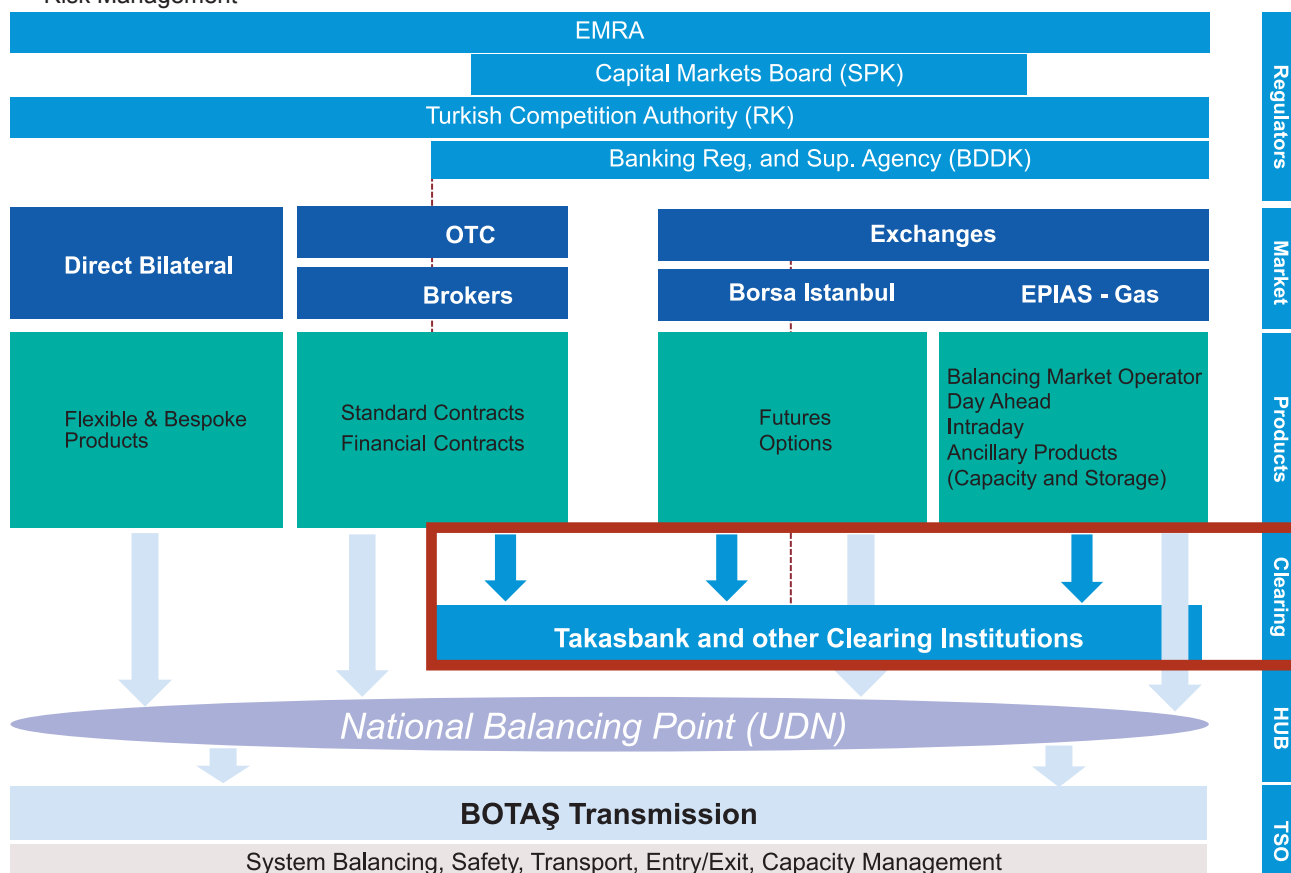 Risk Management
EMRA
Capital Markets Board (SPK)
Turkish Competition Authority (RK)
Banking Reg, and Sup. Agency (BDDK)
Regulators
Direct Bilateral
OTC
Brokers
Exchanges
Borsa Istanbul
EPIAS - Gas
Market
Flexible & Bespoke
Products
Standard Contracts
Financial Contracts
Futures
Options
Balancing Market Operator
Day Ahead
Intraday
Ancillary Products
(Capacity and Storage)
Products
Takasbank and other Clearing Institutions
Clearing
National Balancing Point (UDN)
HUB
BOTAŞ Transmission
System Balancing, Safety, Transport, Entry/Exit, Capacity Management
TSO